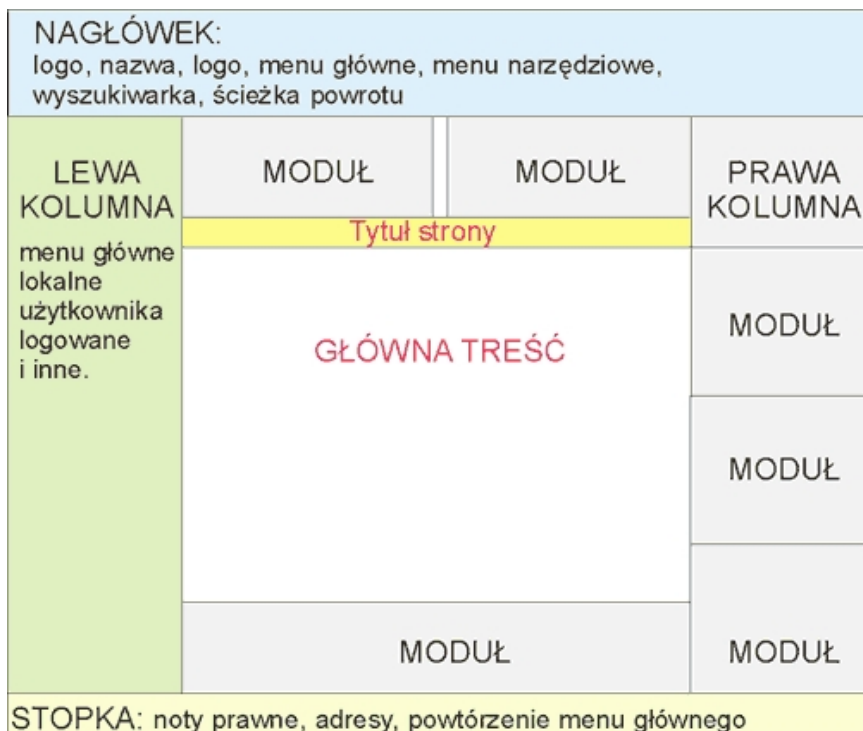 NAGŁÓWEK:
logo, nazwa, logo, menu główne, menu narzędziowe,
wyszukiwarka, ścieżka powrotu
LEWA
KOLUMNA
menu główne
lokalne
użytkownika
logowane
i inne.
MODUŁ
MODUŁ
Tytuł strony
GŁÓWNA TREŚĆ
MODUŁ
PRAWA
KOLUMNA
MODUŁ
MODUŁ
MODUŁ
STOPKA: noty prawne, adresy, powtórzenie menu głównego